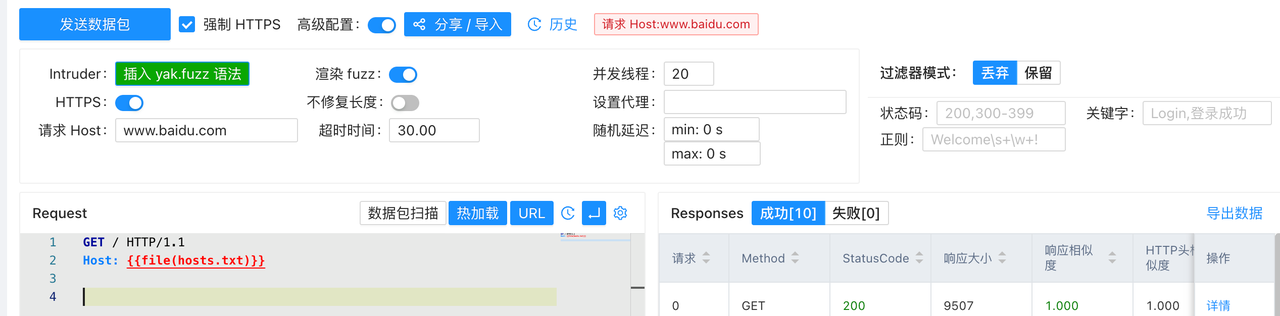 发送数据包 强制 HTTPS 高级配置: 分享 / 导入 历史 请求 Host:www.baidu.com
Intruder: 插入 yak.fuzz 语法 渲染 fuzz: 并发线程: 20 过滤器模式: 丢弃 保留
HTTPS: 不修复长度: 设置代理: 状态码: 200,300-399 关键字: Login,登录成功
请求 Host: www.baidu.com 超时时间: 30.00 随机延迟: min: 0 s 正则: Welcome\s+\w+!
max: 0 s
Request 数据包扫描 热加载 URL Responses 成功[10] 失败[0] 导出数据
1 GET / HTTP/1.1
2 Host: {{file(hosts.txt)}}
3
4
请求 Method StatusCode 响应大小 响应相似度 HTTP头 似度 操作
0 GET 200 9507 1.000 1.000 详情